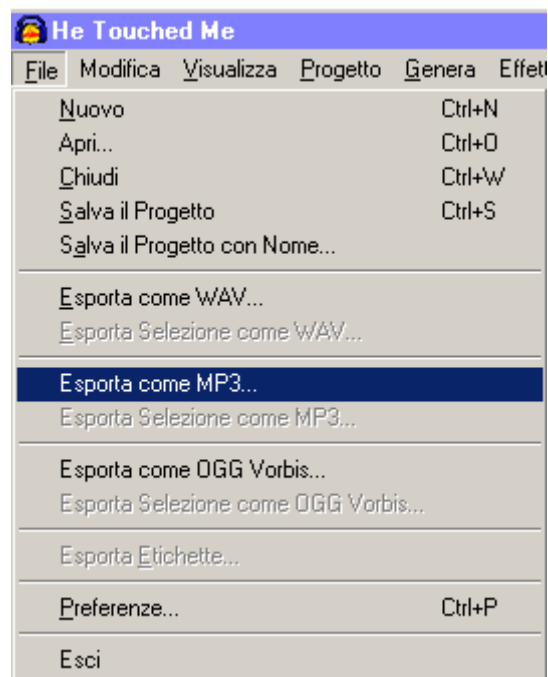 He Touched Me
File Modifica Visualizza Progetto Genera Effett
Nuovo Ctrl+N
Apri... Ctrl+O
Chiudi Ctrl+W
Salva il Progetto Ctrl+S
Salva il Progetto con Nome...
Esporta come WAV...
Esporta Selezione come WAV...
Esporta come MP3...
Esporta Selezione come MP3...
Esporta come OGG Vorbis...
Esporta Selezione come OGG Vorbis...
Esporta Etichette...
Preferenze... Ctrl+P
Esci